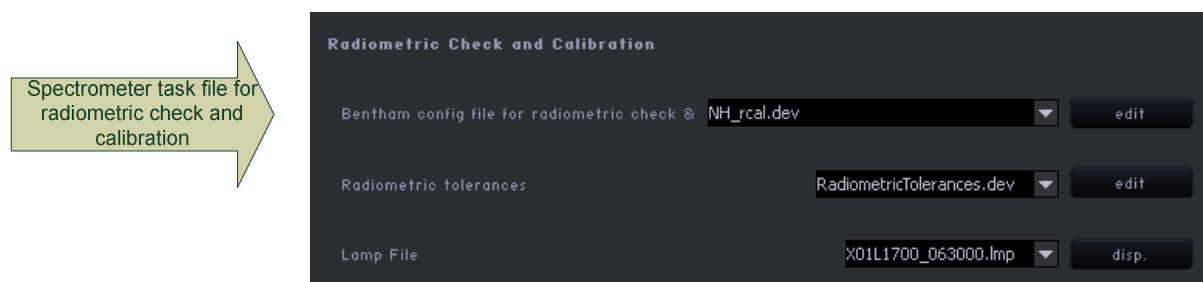 Spectrometer task file for
radiometric check and
calibration
Radiometric Check and Calibration
Bentham config file for radiometric check & NH_rcal.dev edit
Radiometric tolerances RadiometricTolerances.dev edit
Lamp File X01L1700_063000.lmp disp.